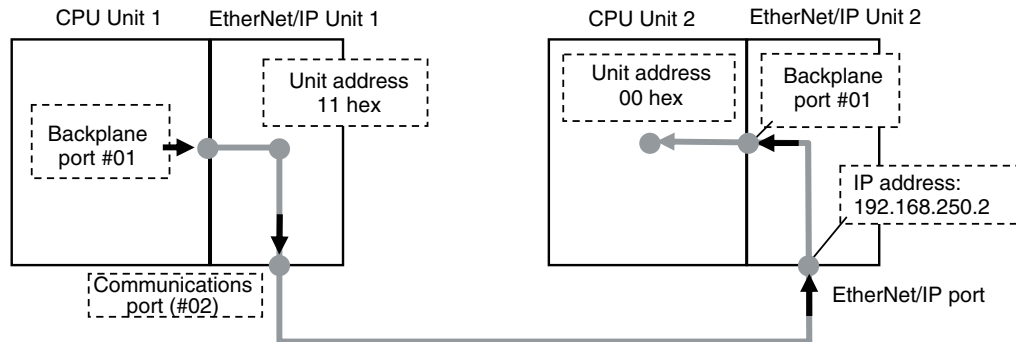 CPU Unit 1
EtherNet/IP Unit 1
CPU Unit 2
EtherNet/IP Unit 2
Unit address
11 hex
Backplane
port #01
Communications
port (#02)
Unit address
00 hex
Backplane
port #01
IP address:
192.168.250.2
EtherNet/IP port